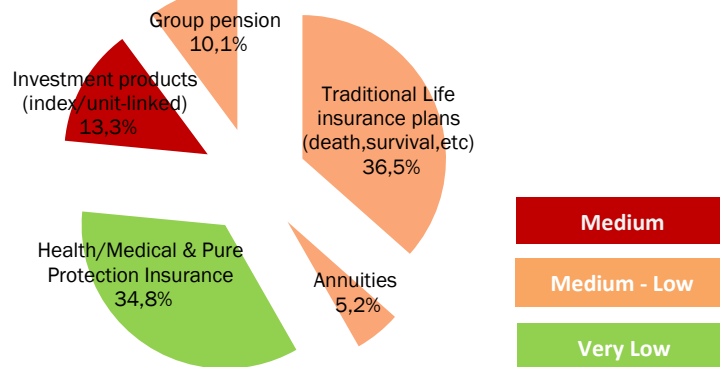 Group pension
10,1%
Investment products
(index/unit-linked)
13,3%
Traditional Life
insurance plans
(death,survival,etc)
36,5%
Health/Medical & Pure
Protection Insurance
34,8%
Annuities
5,2%
Medium
Medium - Low
Very Low